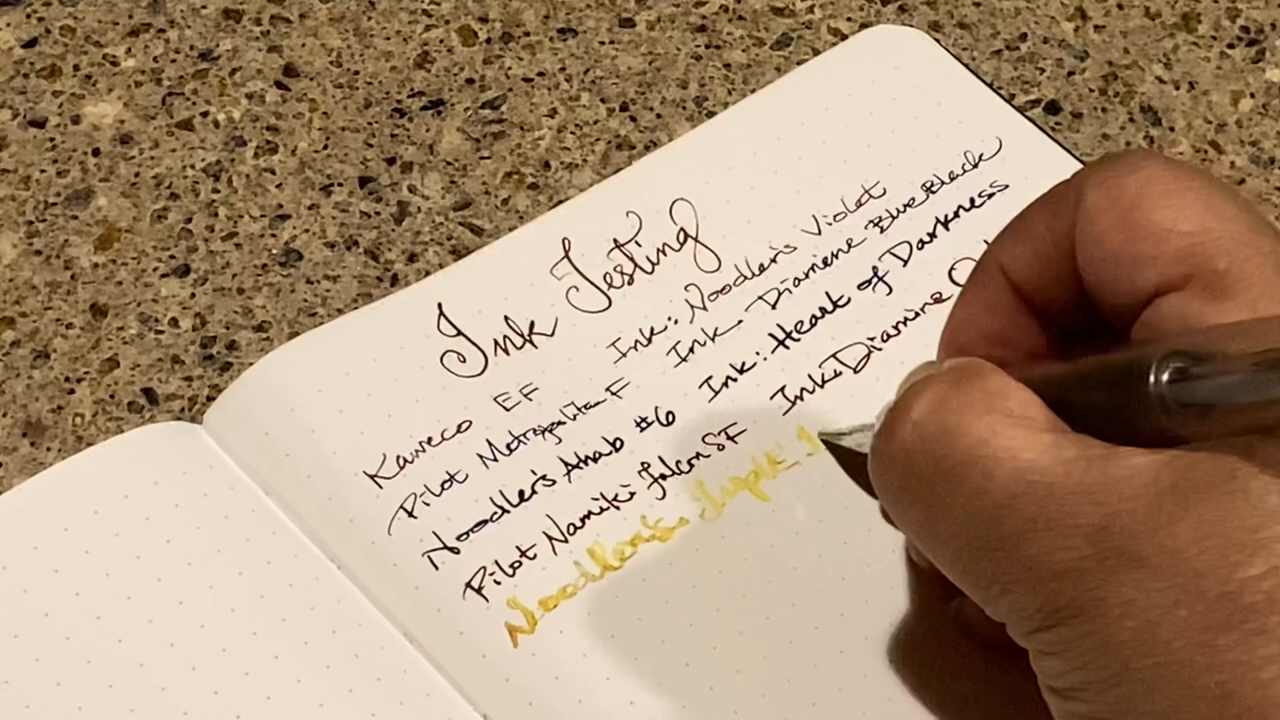 Ink Testing
Kaweco EF Ink: Noodler's Violet
Pilot Metropolitan F Ink Diamene Blue Black
Noodler's Ahab #6 Ink: Heart of Darkness
Pilot Namiki Falcon SF Ink: Diamine
Noodler's